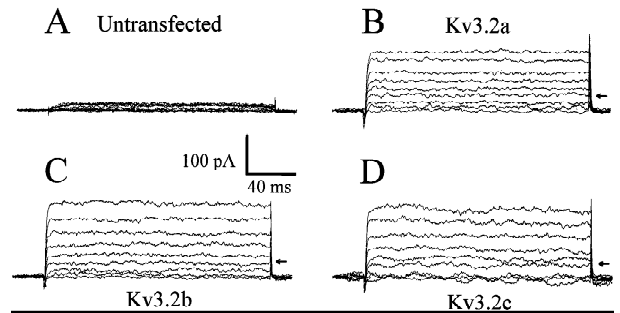 A
Untransfected
B
Kv3.2a
100 pA
40 ms
C
Kv3.2b
D
Kv3.2c